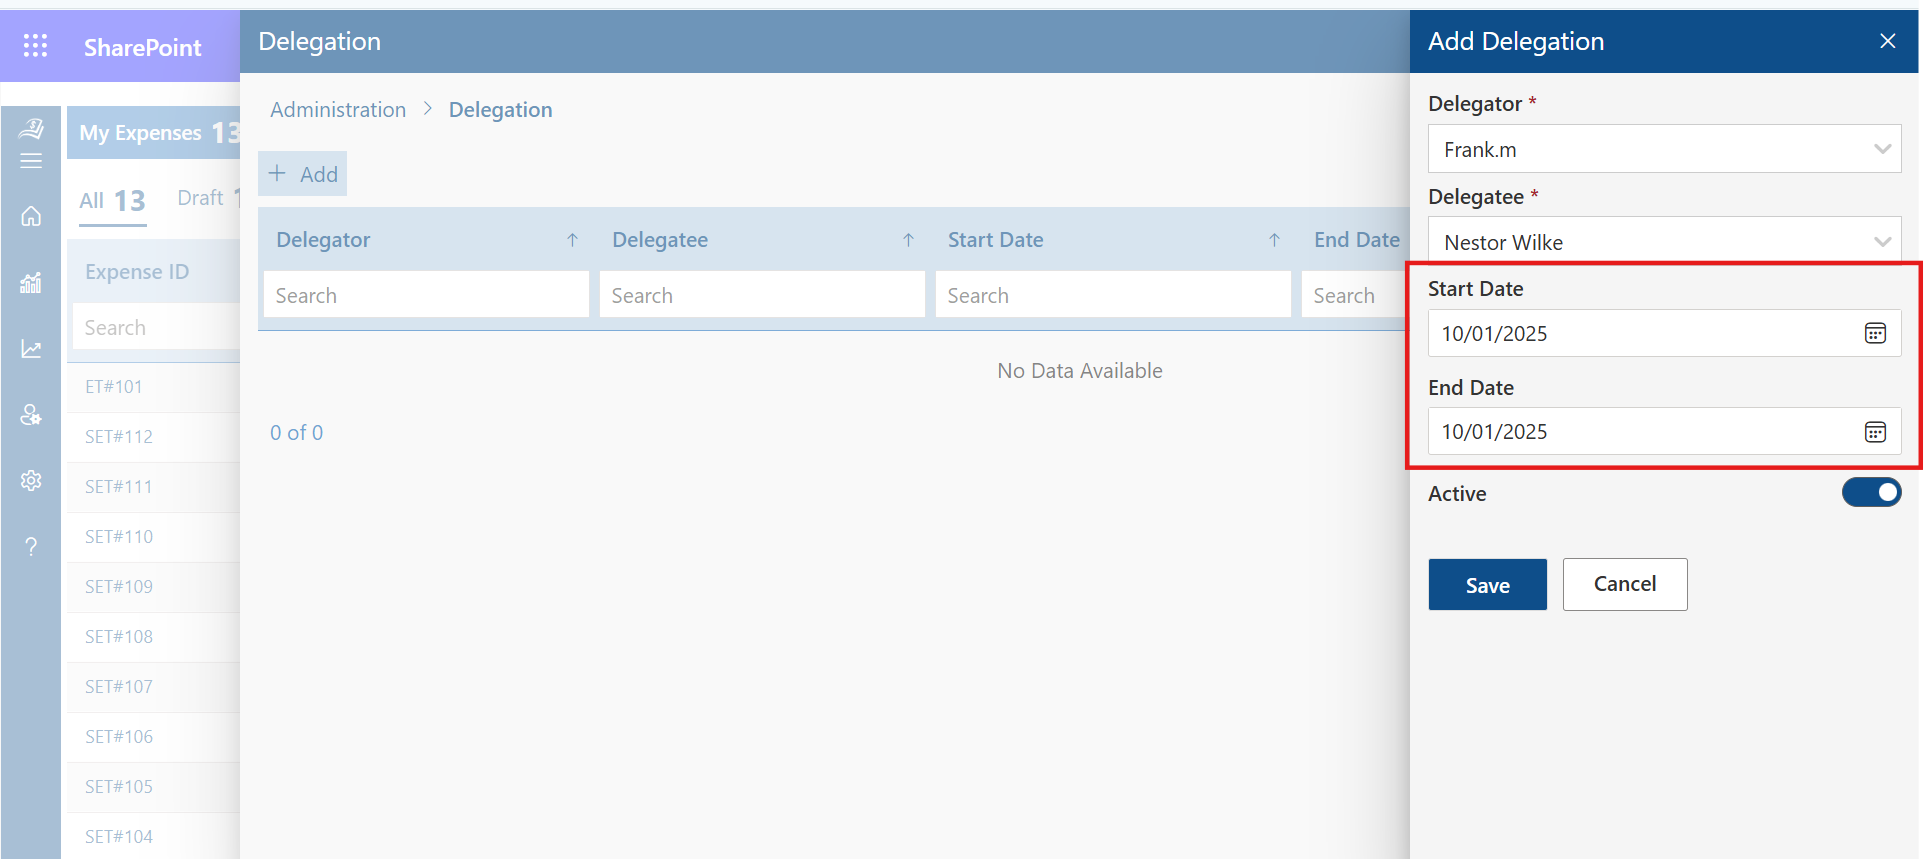 SharePoint
My Expenses 13
All 13 Draft
Expense ID
Search
ET#101
SET#112
SET#111
SET#110
SET#109
SET#108
SET#107
SET#106
SET#105
SET#104
Delegation
Administration > Delegation
+ Add
Delegator Delegatee Start Date End Date
Search Search Search Search
No Data Available
0 of 0
Add Delegation
Delegator *
Frank.m
Delegatee *
Nestor Wilke
Start Date
10/01/2025
End Date
10/01/2025
Active
Save Cancel